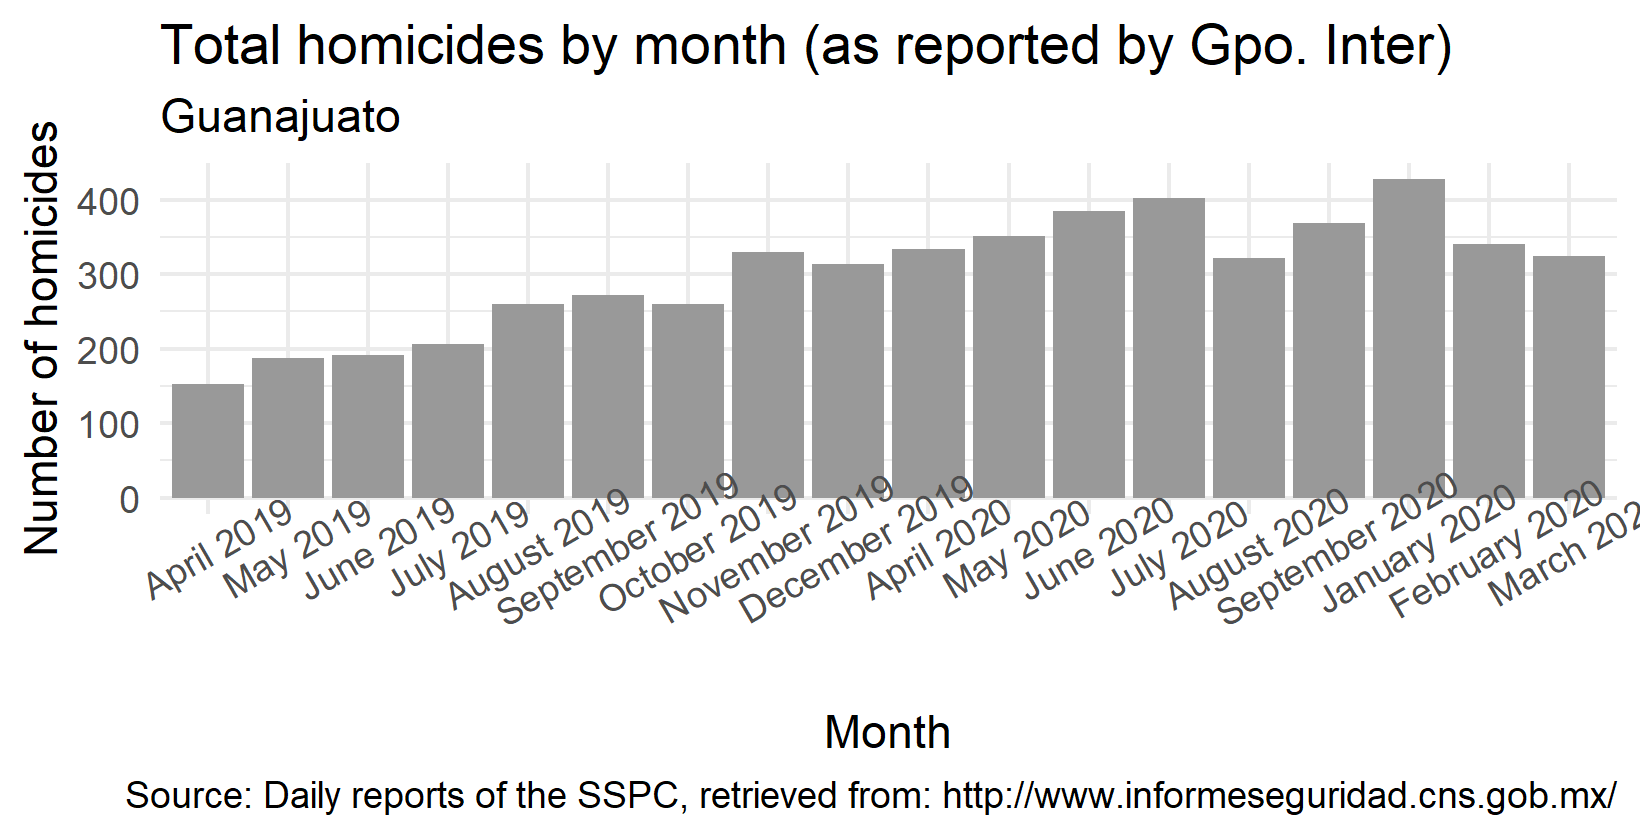 Total homicides by month (as reported by Gpo. Inter)
Guanajuato
Number of homicides
400
300
200
100
0
April 2019
May 2019
June 2019
July 2019
August 2019
September 2019
October 2019
November 2019
December 2019
April 2020
May 2020
June 2020
July 2020
August 2020
September 2020
January 2020
February 2020
March 202
Month
Source: Daily reports of the SSPC, retrieved from: http://www.informeseguridad.cns.gob.mx/